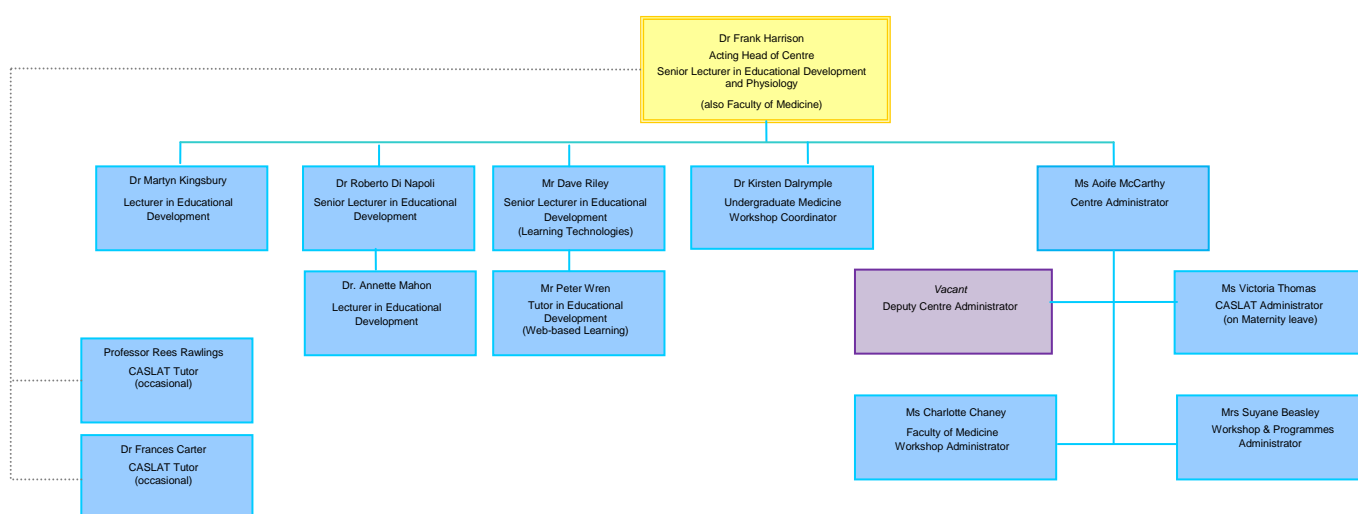 Dr Frank Harrison
Acting Head of Centre
Senior Lecturer in Educational Development
and Physiology
(also Faculty of Medicine)
Dr Martyn Kingsbury
Lecturer in Educational
Development
Dr Roberto Di Napoli
Senior Lecturer in Educational
Development
Mr Dave Riley
Senior Lecturer in Educational
Development
(Learning Technologies)
Dr Kirsten Dalrymple
Undergraduate Medicine
Workshop Coordinator
Ms Aoife McCarthy
Centre Administrator
Dr. Annette Mahon
Lecturer in Educational
Development
Mr Peter Wren
Tutor in Educational
Development
(Web-based Learning)
Vacant
Deputy Centre Administrator
Ms Victoria Thomas
CASLAT Administrator
(on Maternity leave)
Professor Rees Rawlings
CASLAT Tutor
(occasional)
Ms Charlotte Chaney
Faculty of Medicine
Workshop Administrator
Mrs Suyane Beasley
Workshop & Programmes
Administrator
Dr Frances Carter
CASLAT Tutor
(occasional)